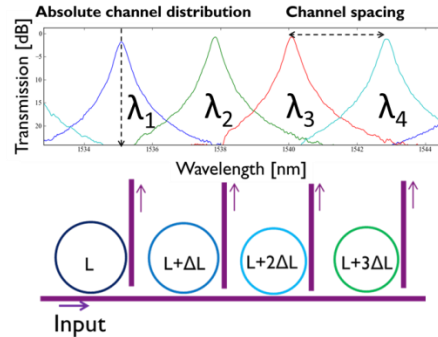 Absolute channel distribution Channel spacing
Transmission [dB]
0
5
10
15
20
λ1 λ2 λ3 λ4
1534 1536 1538 1540 1542 1544
Wavelength [nm]
L L+ΔL L+2ΔL L+3ΔL
Input